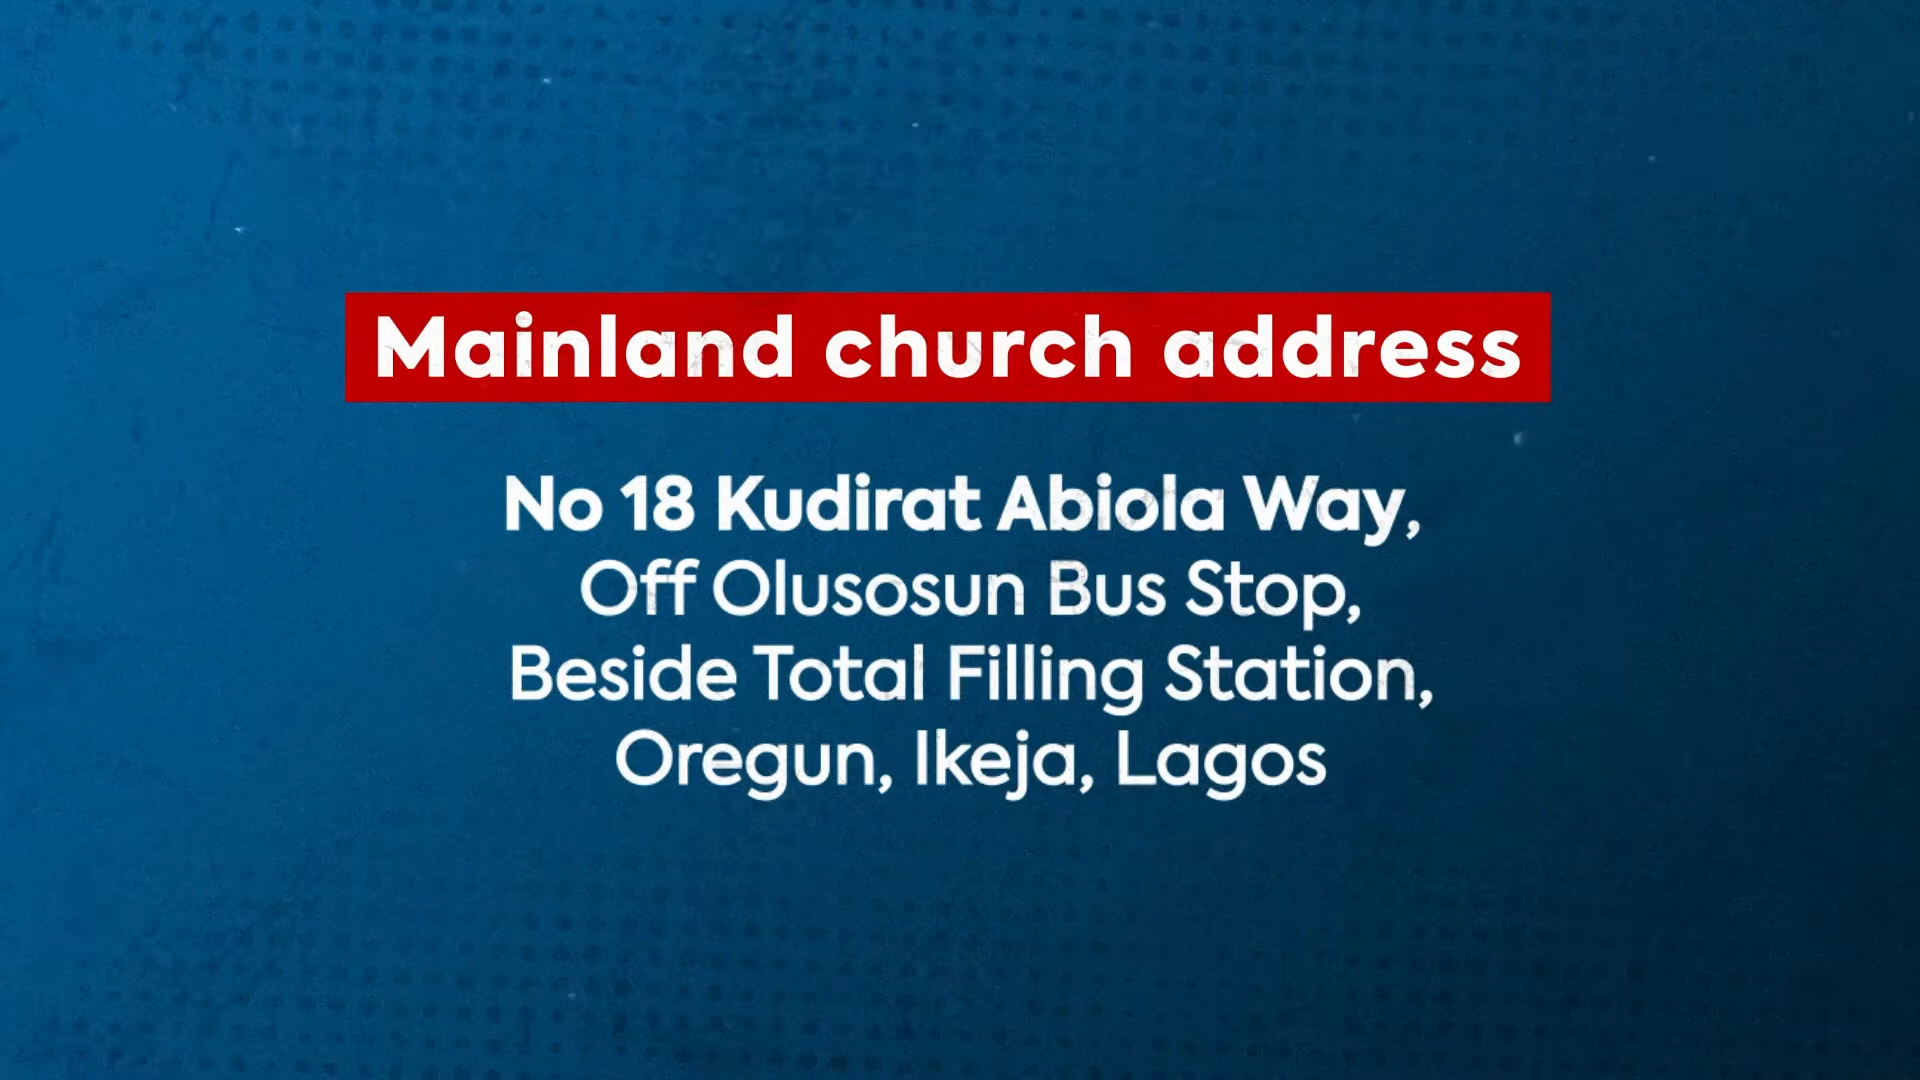 Mainland church address
No 18 Kudirat Abiola Way,
Off Olusosun Bus Stop,
Beside Total Filling Station,
Oregun, Ikeja, Lagos